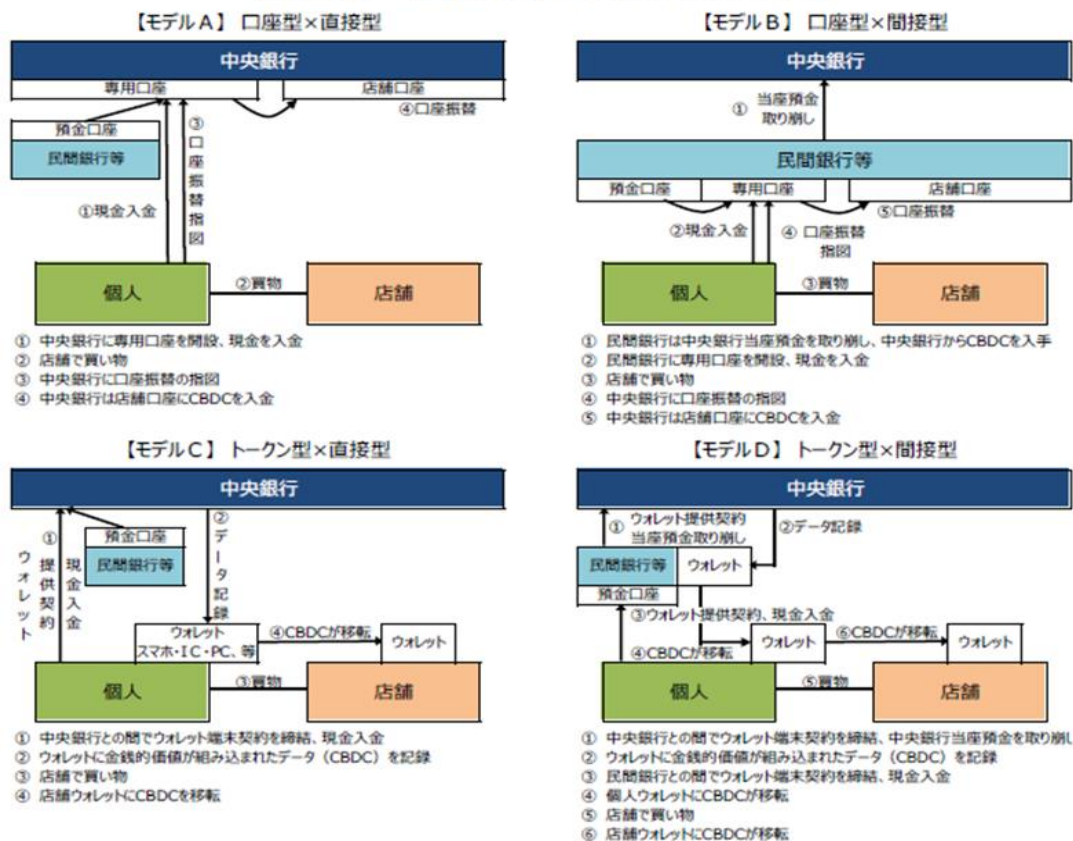 【モデルA】 口座型×直接型
中央銀行
専用口座
店舗口座
④口座振替
預金口座
民間銀行等
①現金入金
③口座振替指図
個人
②買物
店舗
① 中央銀行に専用口座を開設、現金を入金
② 店舗で買い物
③ 中央銀行に口座振替の指図
④ 中央銀行は店舗口座にCBDCを入金
【モデルB】 口座型×間接型
中央銀行
① 当座預金
取り崩し
民間銀行等
預金口座
専用口座
店舗口座
⑤口座振替
②現金入金
④ 口座振替
指図
個人
③買物
店舗
① 民間銀行は中央銀行当座預金を取り崩し、中央銀行からCBDCを入手
② 民間銀行に専用口座を開設、現金を入金
③ 店舗で買い物
④ 中央銀行に口座振替の指図
⑤ 中央銀行は店舗口座にCBDCを入金
【モデルC】 トークン型×直接型
中央銀行
ウォレット
①提供契約
現金入金
預金口座
民間銀行等
②データ記録
ウォレット
スマホ・IC・PC、等
④CBDCが移転
ウォレット
個人
③買物
店舗
① 中央銀行との間でウォレット端末契約を締結、現金入金
② ウォレットに金銭的価値が組み込まれたデータ（CBDC）を記録
③ 店舗で買い物
④ 店舗ウォレットにCBDCを移転
【モデルD】 トークン型×間接型
中央銀行
① ウォレット提供契約
当座預金取り崩し
②データ記録
民間銀行等
ウォレット
預金口座
③ウォレット提供契約、現金入金
④CBDCが移転
ウォレット
⑥CBDCが移転
ウォレット
個人
⑤買物
店舗
① 中央銀行との間でウォレット端末契約を締結、中央銀行当座預金を取り崩し
② ウォレットに金銭的価値が組み込まれたデータ（CBDC）を記録
③ 民間銀行との間でウォレット端末契約を締結、現金入金
④ 個人ウォレットにCBDCが移転
⑤ 店舗で買い物
⑥ 店舗ウォレットにCBDCが移転